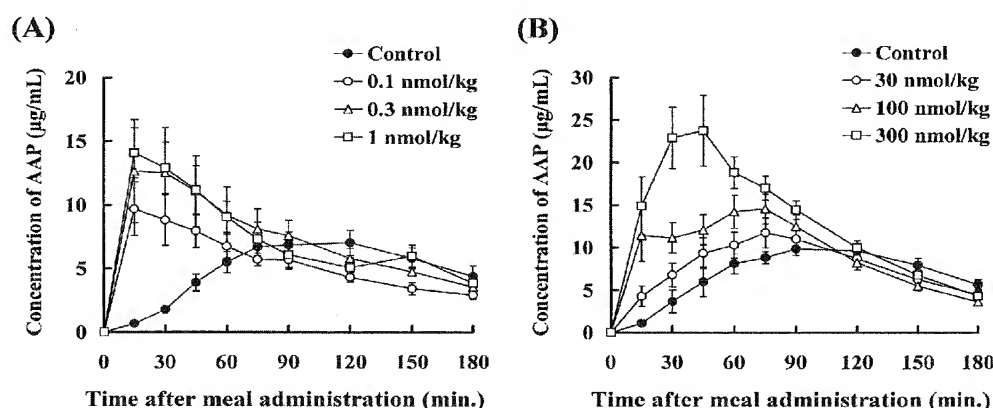 (A)
Control
0.1 nmol/kg
0.3 nmol/kg
1 nmol/kg
Concentration of AAP (µg/mL)
20
15
10
5
0
0 30 60 90 120 150 180
Time after meal administration (min.)
(B)
Control
30 nmol/kg
100 nmol/kg
300 nmol/kg
Concentration of AAP (µg/mL)
30
25
20
15
10
5
0
0 30 60 90 120 150 180
Time after meal administration (min.)